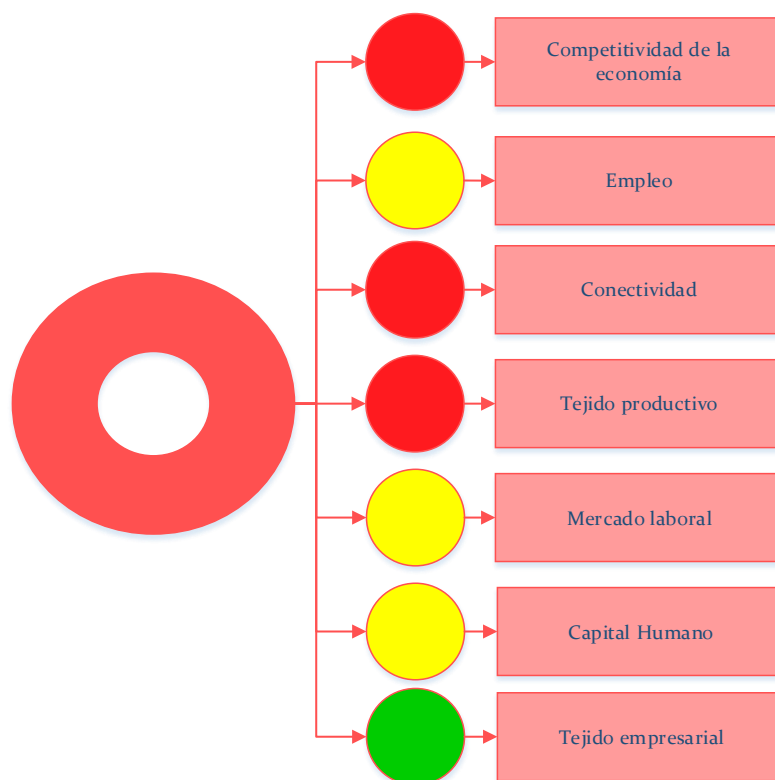 Competitividad de la
economía
Empleo
Conectividad
Tejido productivo
Mercado laboral
Capital Humano
Tejido empresarial